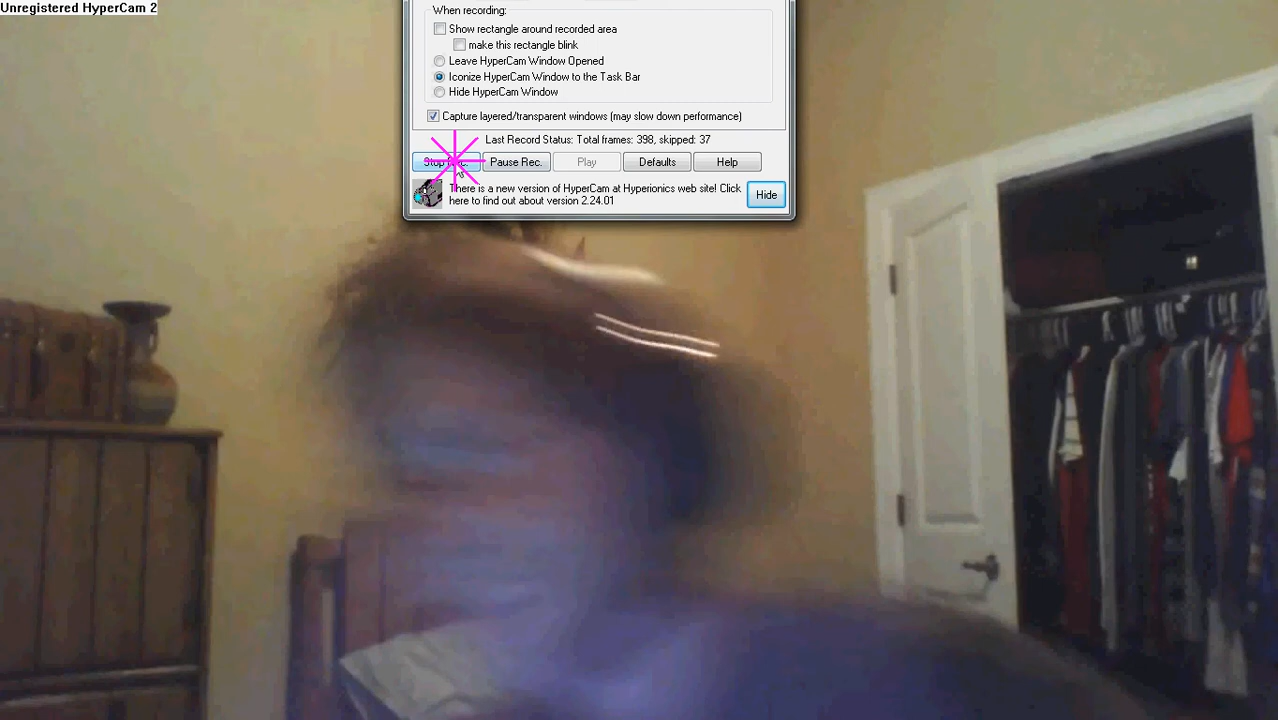 Unregistered HyperCam 2
When recording:
Show rectangle around recorded area
make this rectangle blink
Leave HyperCam Window Opened
Iconize HyperCam Window to the Task Bar
Hide HyperCam Window
Capture layered/transparent windows (may slow down performance)
Last Record Status: Total frames: 398, skipped: 37
Stop Rec. Pause Rec. Play Defaults Help
There is a new version of HyperCam at Hyperionics web site! Click
here to find out about version 2.24.01
Hide